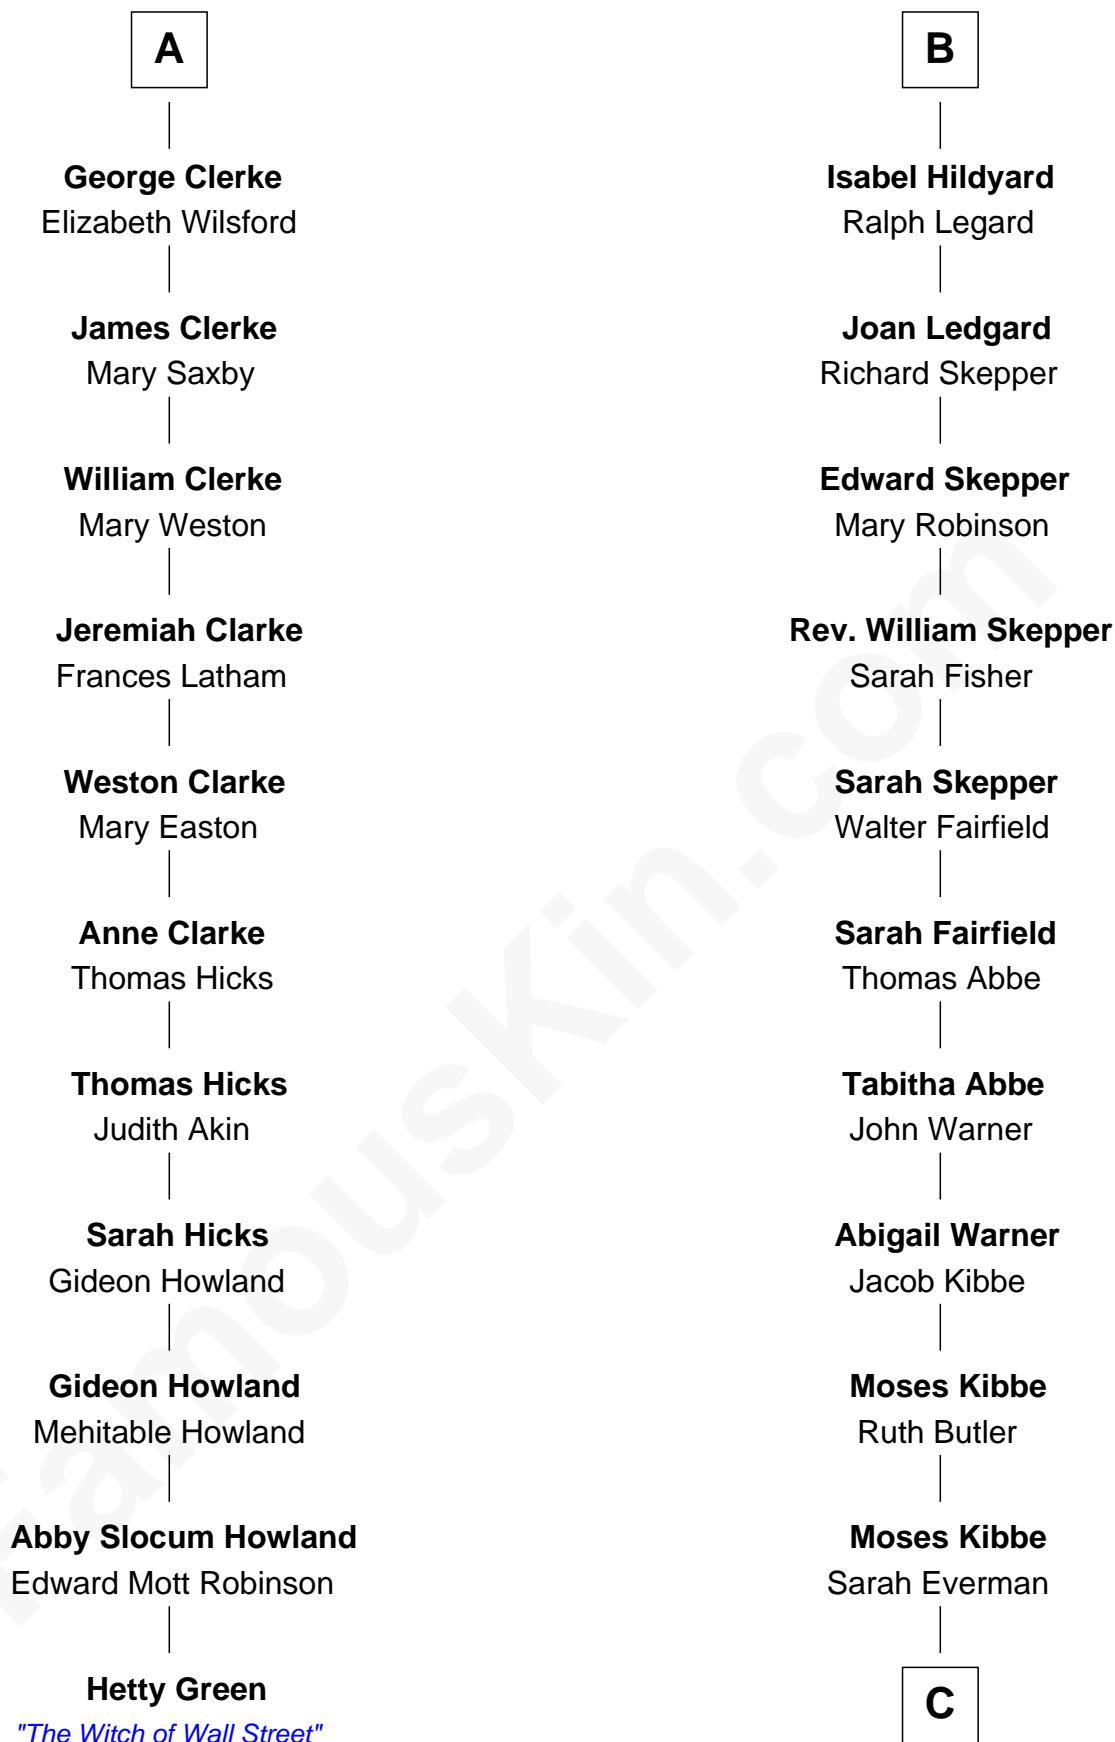 A
George Clerke
Elizabeth Wilsford
James Clerke
Mary Saxby
William Clerke
Mary Weston
Jeremiah Clarke
Frances Latham
Weston Clarke
Mary Easton
Anne Clarke
Thomas Hicks
Thomas Hicks
Judith Akin
Sarah Hicks
Gideon Howland
Gideon Howland
Mehitable Howland
Abby Slocum Howland
Edward Mott Robinson
Hetty Green
"The Witch of Wall Street"
B
Isabel Hildyard
Ralph Legard
Joan Ledgard
Richard Skepper
Edward Skepper
Mary Robinson
Rev. William Skepper
Sarah Fisher
Sarah Skepper
Walter Fairfield
Sarah Fairfield
Thomas Abbe
Tabitha Abbe
John Warner
Abigail Warner
Jacob Kibbe
Moses Kibbe
Ruth Butler
Moses Kibbe
Sarah Everman
C
FamousKin.com